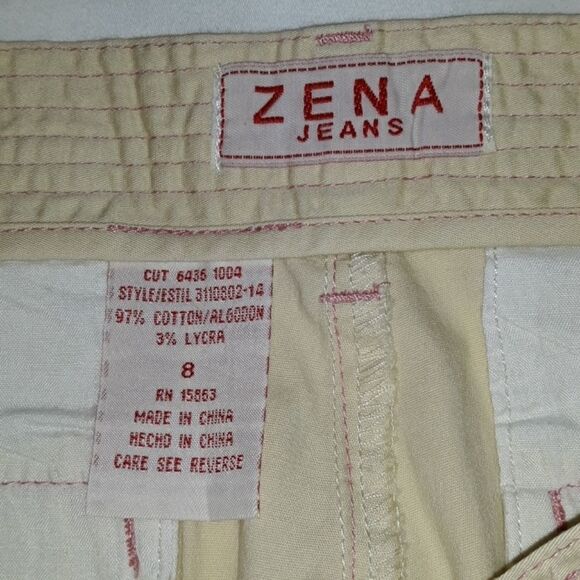 ZENA
JEANS
CUT 6436 1004
STYLE/ESTIL 3110802-14
97% COTTON/ALGODON
3% LYCRA
8
RN 15863
MADE IN CHINA
HECHO IN CHINA
CARE SEE REVERSE